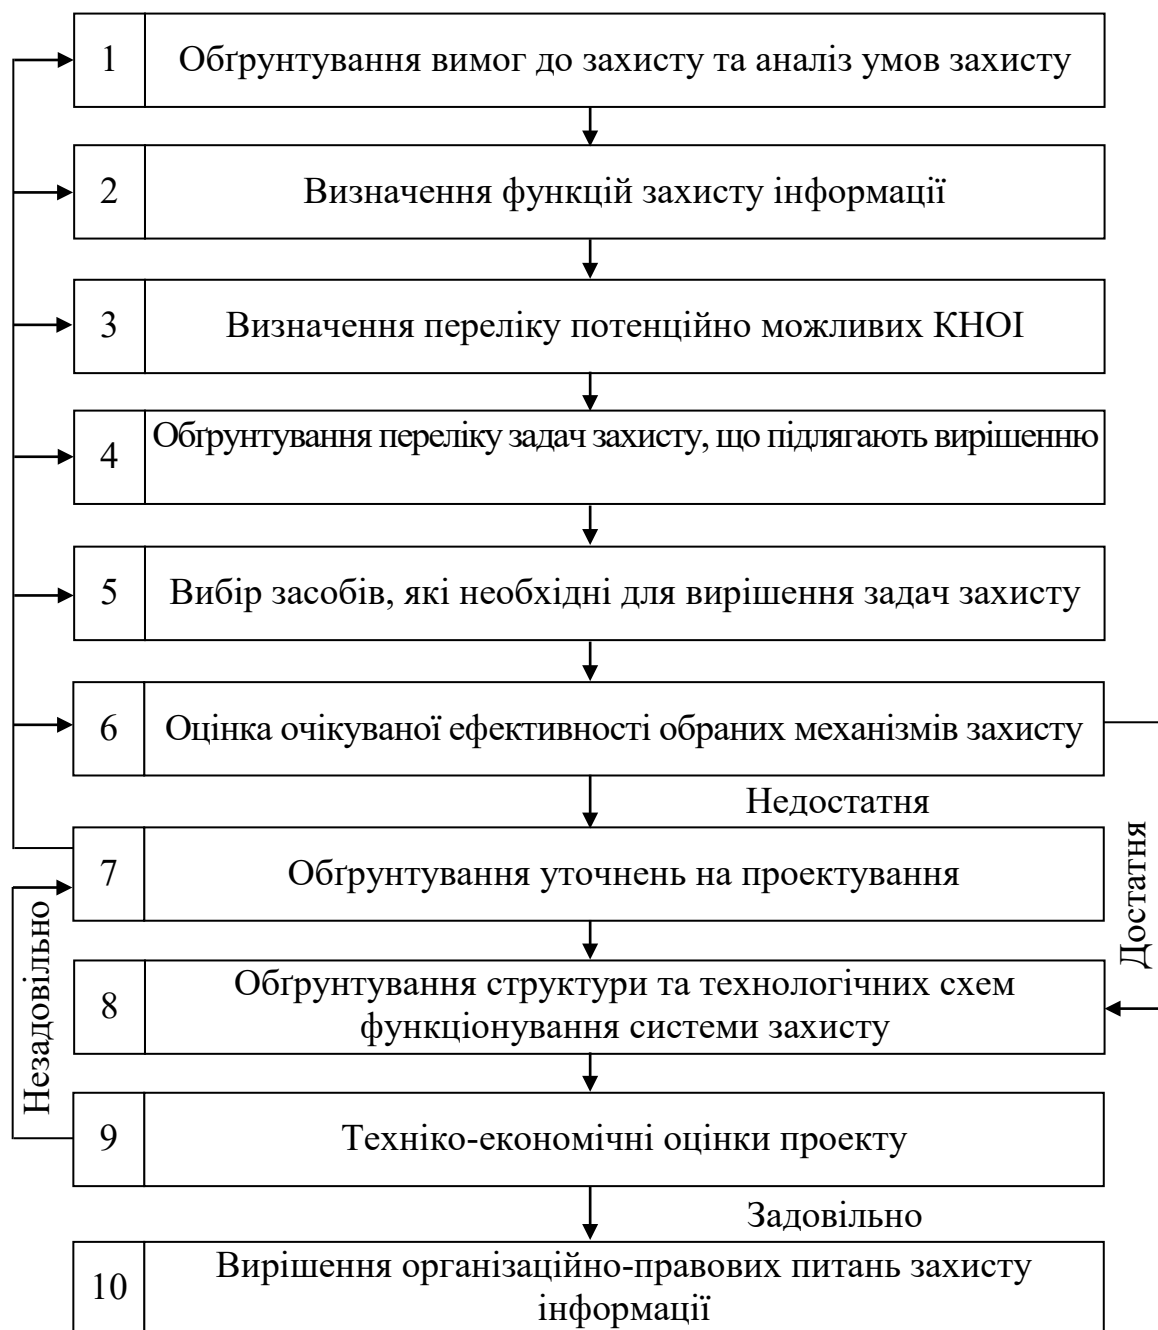 1 Обґрунтування вимог до захисту та аналіз умов захисту
2 Визначення функцій захисту інформації
3 Визначення переліку потенційно можливих КНОІ
4 Обґрунтування переліку задач захисту, що підлягають вирішенню
5 Вибір засобів, які необхідні для вирішення задач захисту
6 Оцінка очікуваної ефективності обраних механізмів захисту
Недостатня
Достатня
7 Обґрунтування уточнень на проектування
Незадовільно
8 Обґрунтування структури та технологічних схем
функціонування системи захисту
9 Техніко-економічні оцінки проекту
Задовільно
10 Вирішення організаційно-правових питань захисту
інформації